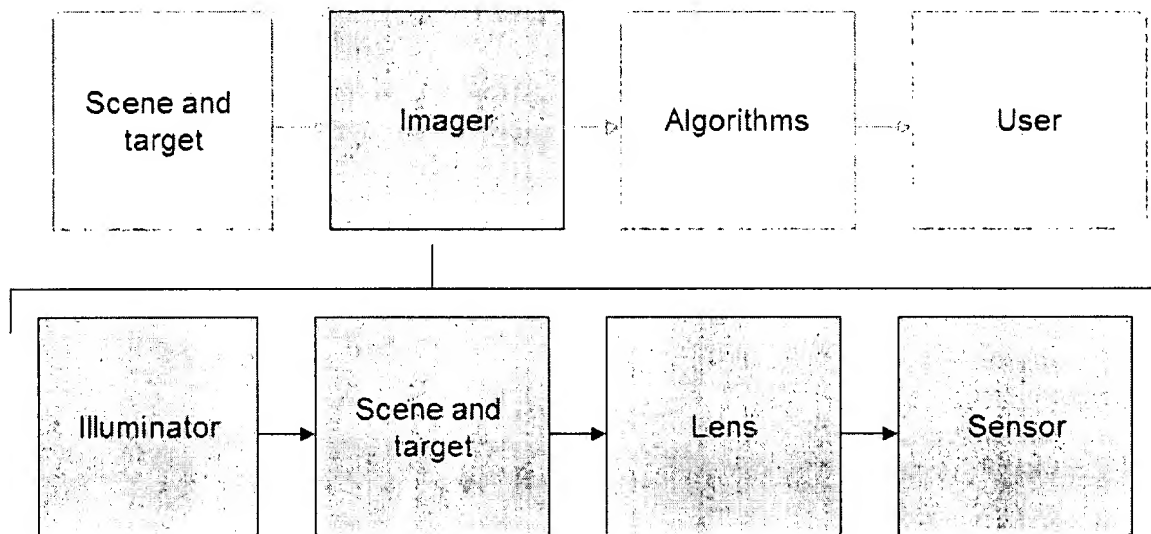 Scene and
target
Imager
Algorithms
User
Illuminator
Scene and
target
Lens
Sensor